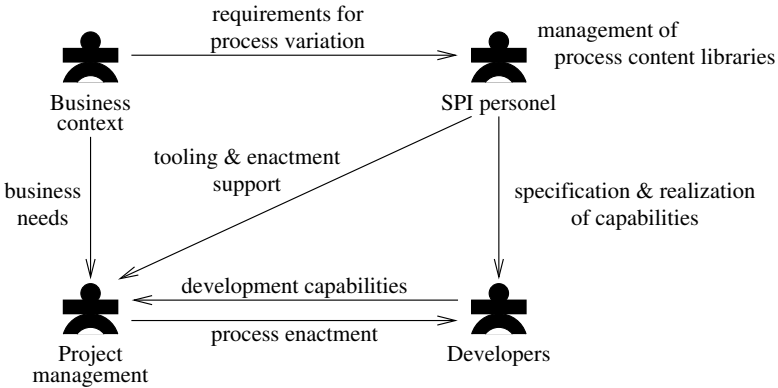 requirements for
process variation
management of
process content libraries
Business
context
SPI personel
tooling & enactment
support
business
needs
specification & realization
of capabilities
development capabilities
process enactment
Project
management
Developers